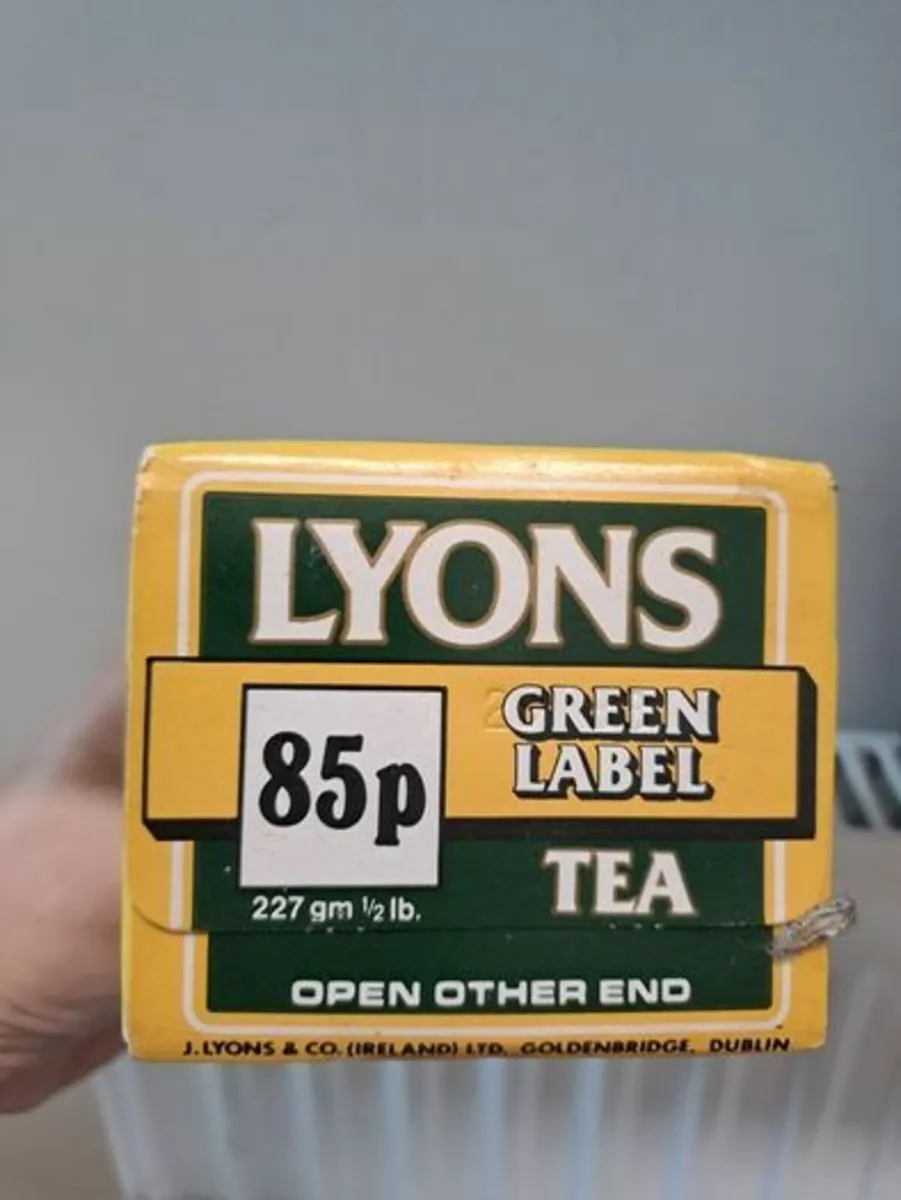 LYONS
GREEN
LABEL
85p
TEA
227 gm ½ lb.
OPEN OTHER END
J. LYONS & CO. (IRELAND) LTD. GOLDENBRIDGE, DUBLIN